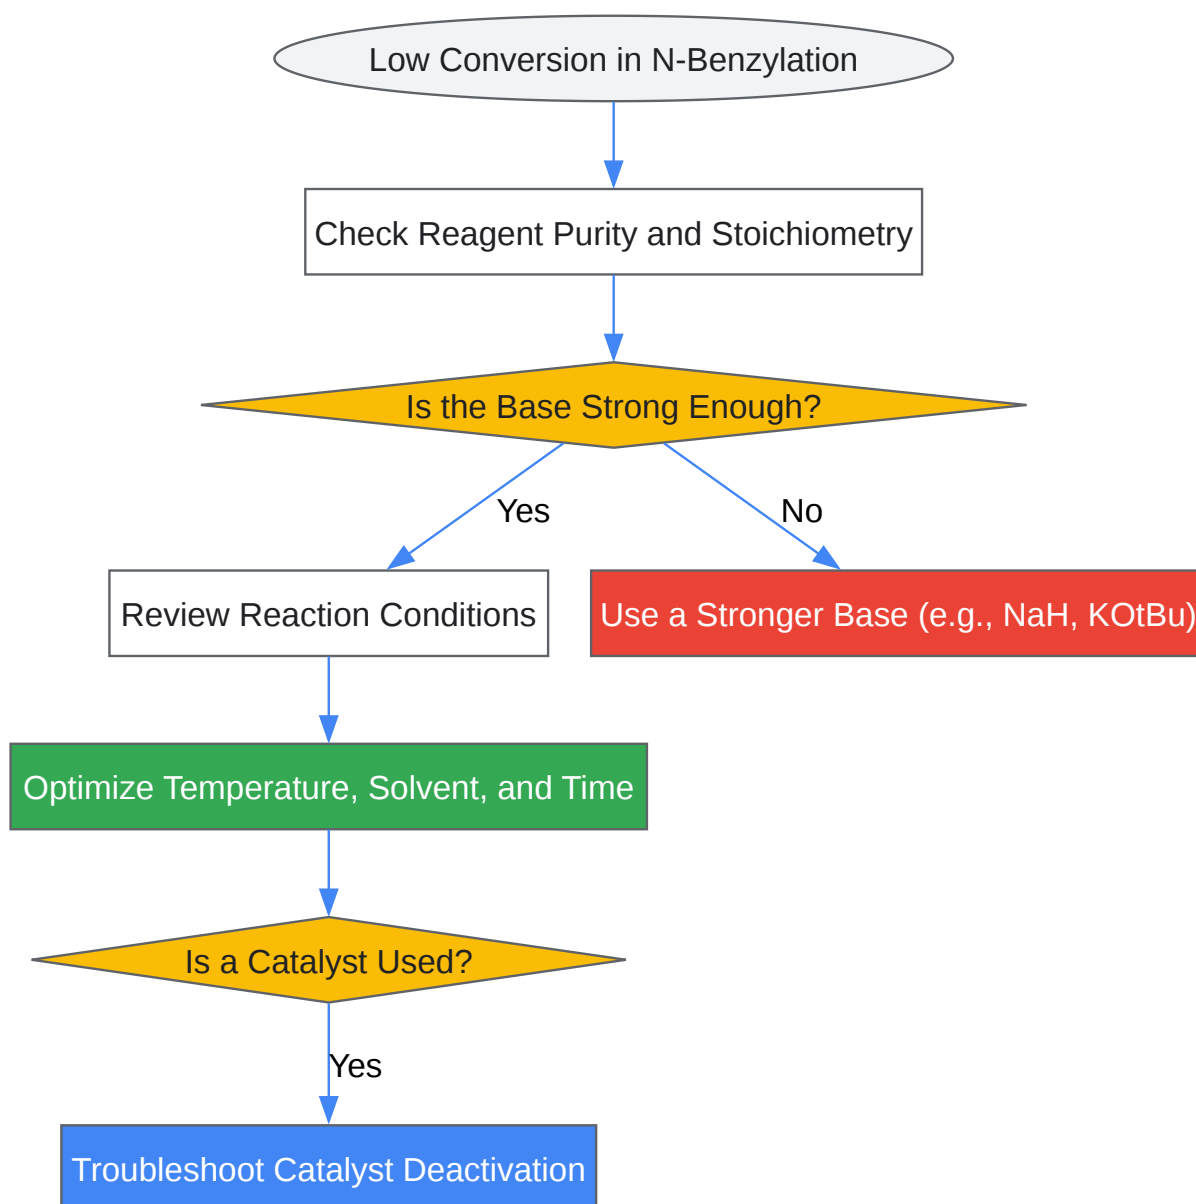 Low Conversion in N-Benzylation
Check Reagent Purity and Stoichiometry
Is the Base Strong Enough?
Yes
No
Review Reaction Conditions
Use a Stronger Base (e.g., NaH, KOtBu)
Optimize Temperature, Solvent, and Time
Is a Catalyst Used?
Yes
Troubleshoot Catalyst Deactivation